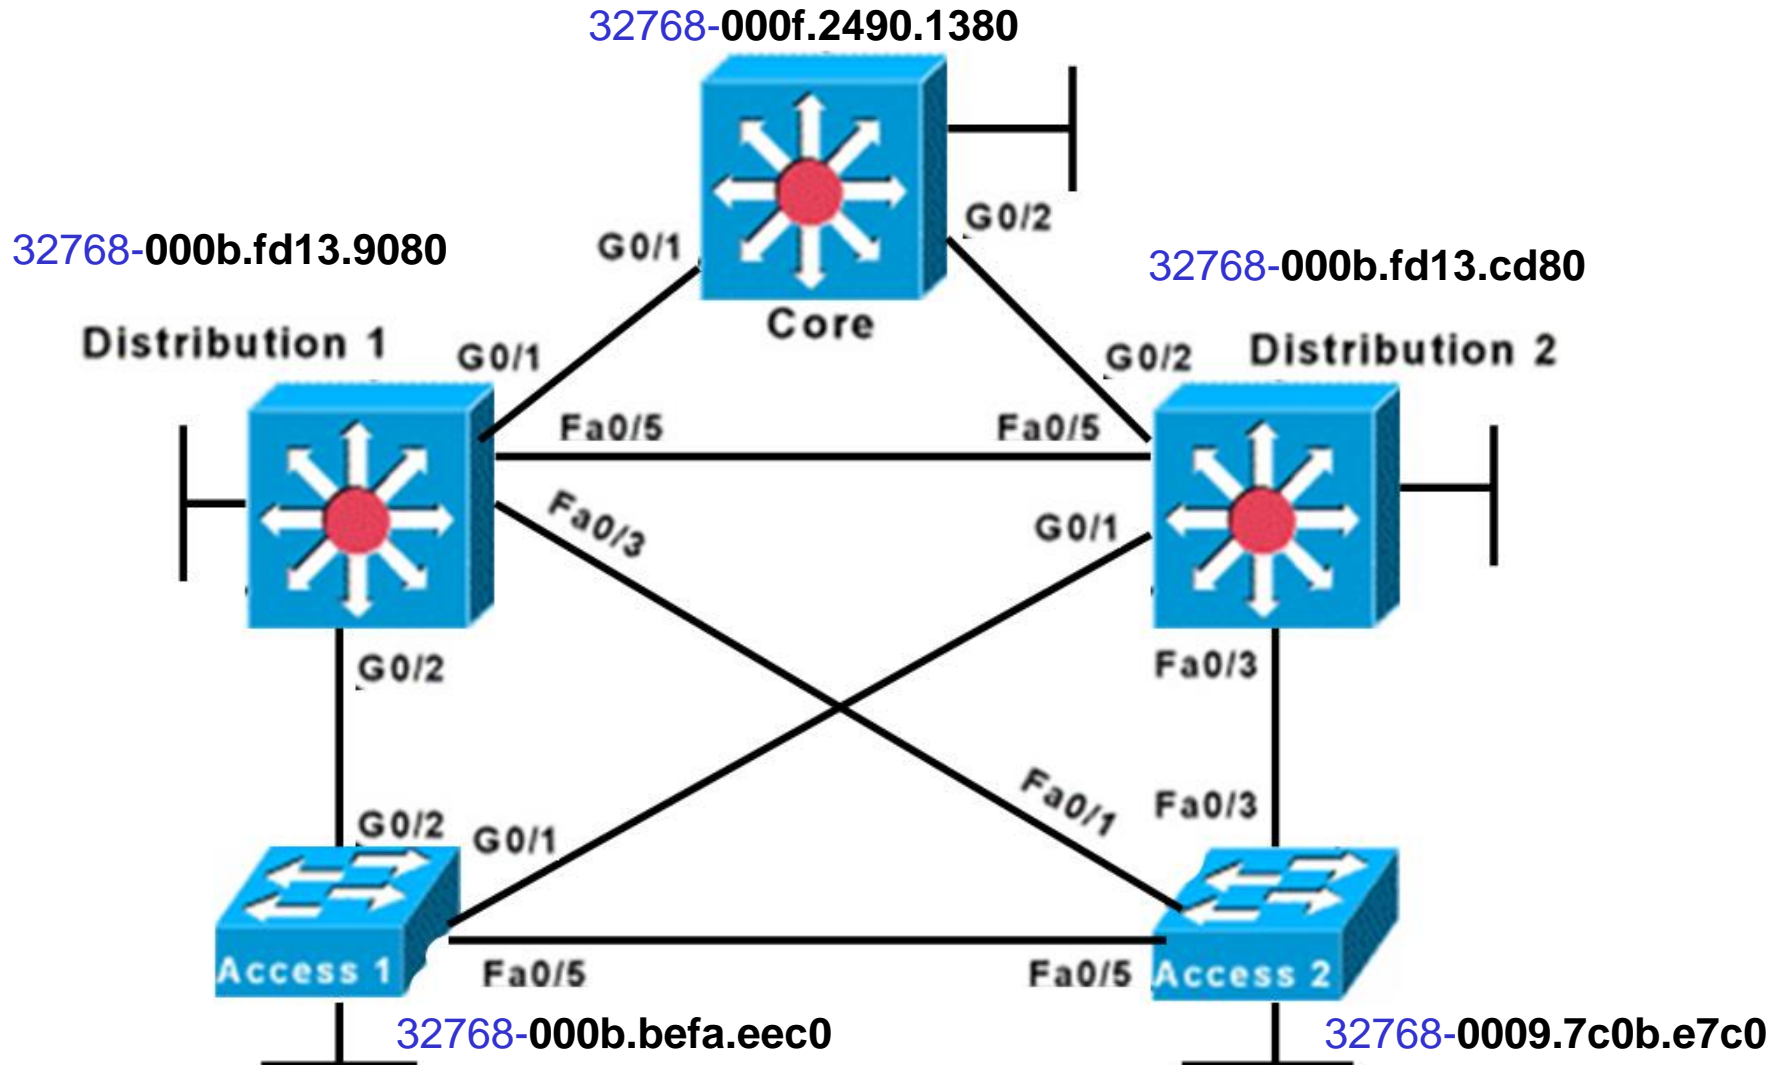 32768-000f.2490.1380
G0/2
G0/1
32768-000b.fd13.9080
32768-000b.fd13.cd80
Core
Distribution 1
G0/1
G0/2
Distribution 2
Fa0/5
Fa0/5
Fa0/3
G0/1
G0/2
Fa0/3
Fa0/1
Fa0/3
G0/2
G0/1
Access 1
Fa0/5
Fa0/5
Access 2
32768-000b.befa.eec0
32768-0009.7c0b.e7c0